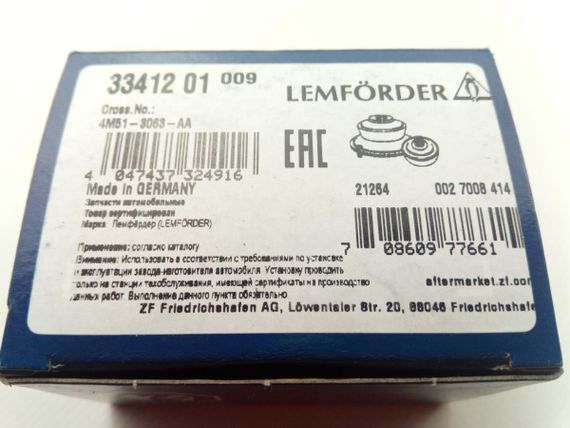 33412 01 009
LEMFÖRDER
Cross.No.:
4M51-3063-AA
EAC
4 047437 324916
Made in GERMANY
21264 002 7008 414
Запчасти автомобильные
Товар сертифицирован
Марка: Лемфёрдер (LEMFÖRDER)
Применение: согласно каталогу
7 08609 77661
Внимание: Использовать в соответствии с требованиями по установке
и эксплуатации завода-изготовителя автомобиля. Установку проводить
только на станции техобслуживания, имеющей сертификаты на производство
данных работ. Выполнение данного пункта обязательно
aftermarket.zf.com
ZF Friedrichshafen AG, Löwentaler Str. 20, 88046 Friedrichshafe